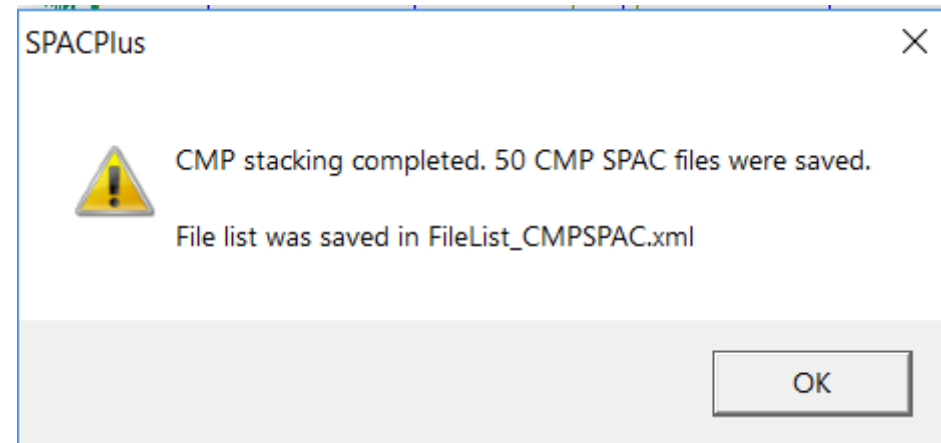 SPACPlus
CMP stacking completed. 50 CMP SPAC files were saved.
File list was saved in FileList_CMPSPAC.xml
OK